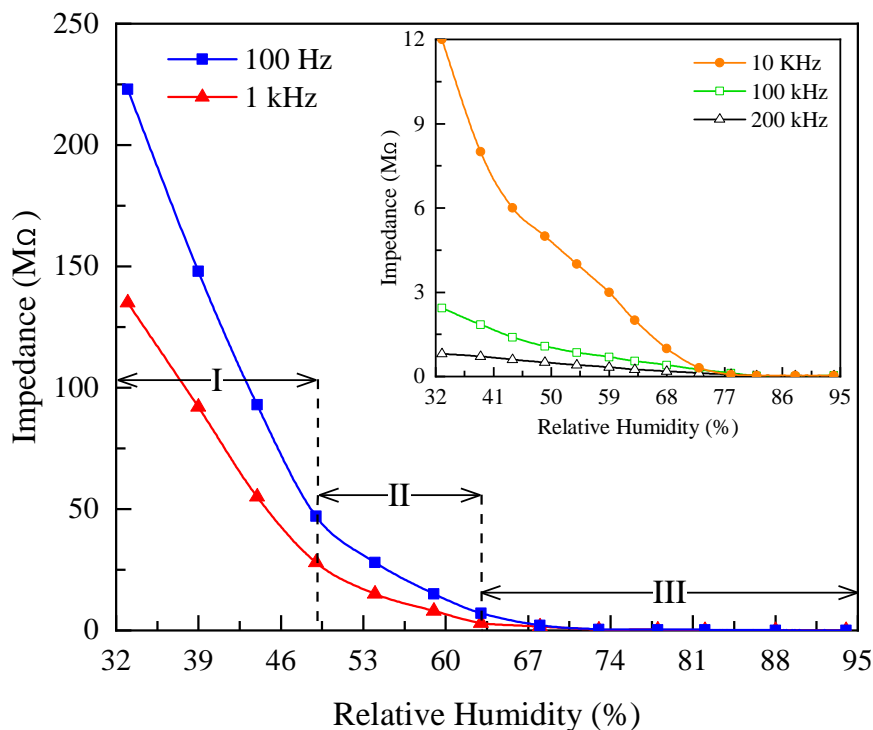 250
200
150
100
50
0
Impedance (MΩ)
100 Hz
1 kHz
I
II
III
32 39 46 53 60 67 74 81 88 95
Relative Humidity (%)
12
9
6
3
0
Impedance (MΩ)
10 KHz
100 kHz
200 kHz
32 41 50 59 68 77 86 95
Relative Humidity (%)